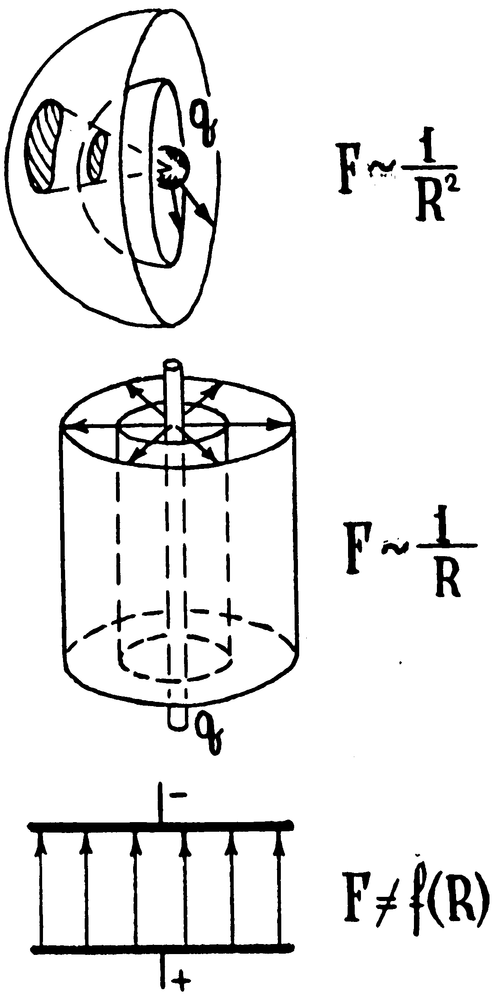 q
F ~ 1/R²
F ~ 1/R
q
−
F ≠ f(R)
+